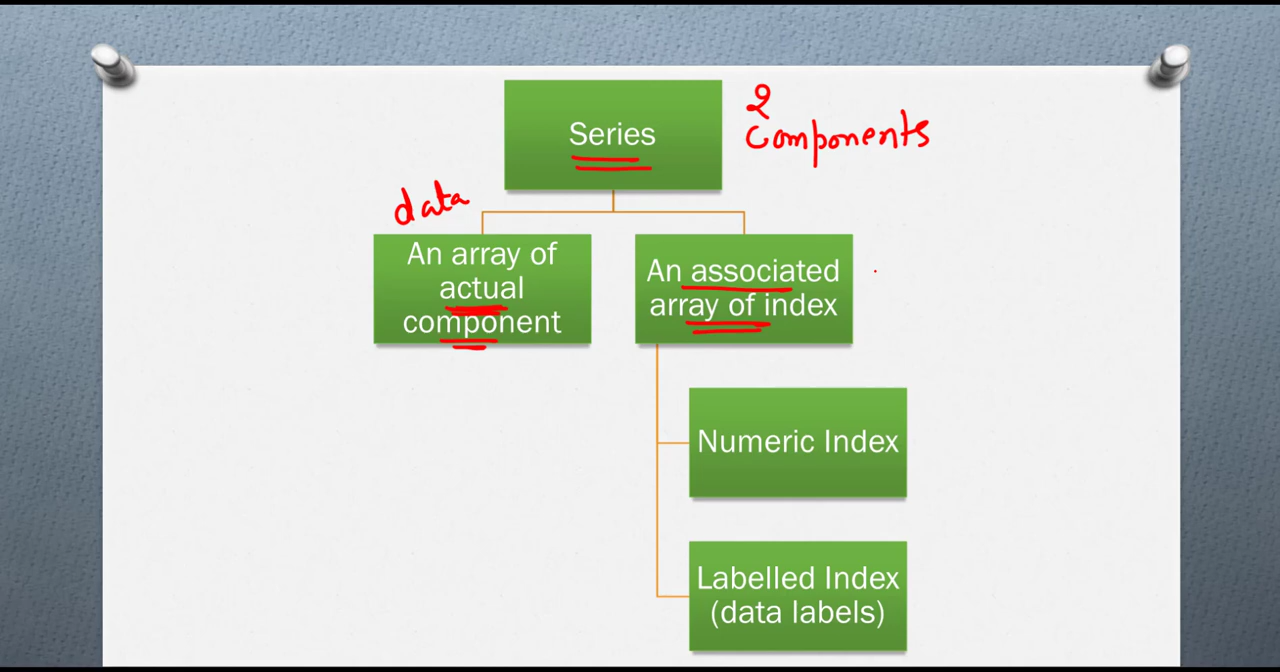 Series
2
components
data
An array of
actual
component
An associated
array of index
Numeric Index
Labelled Index
(data labels)